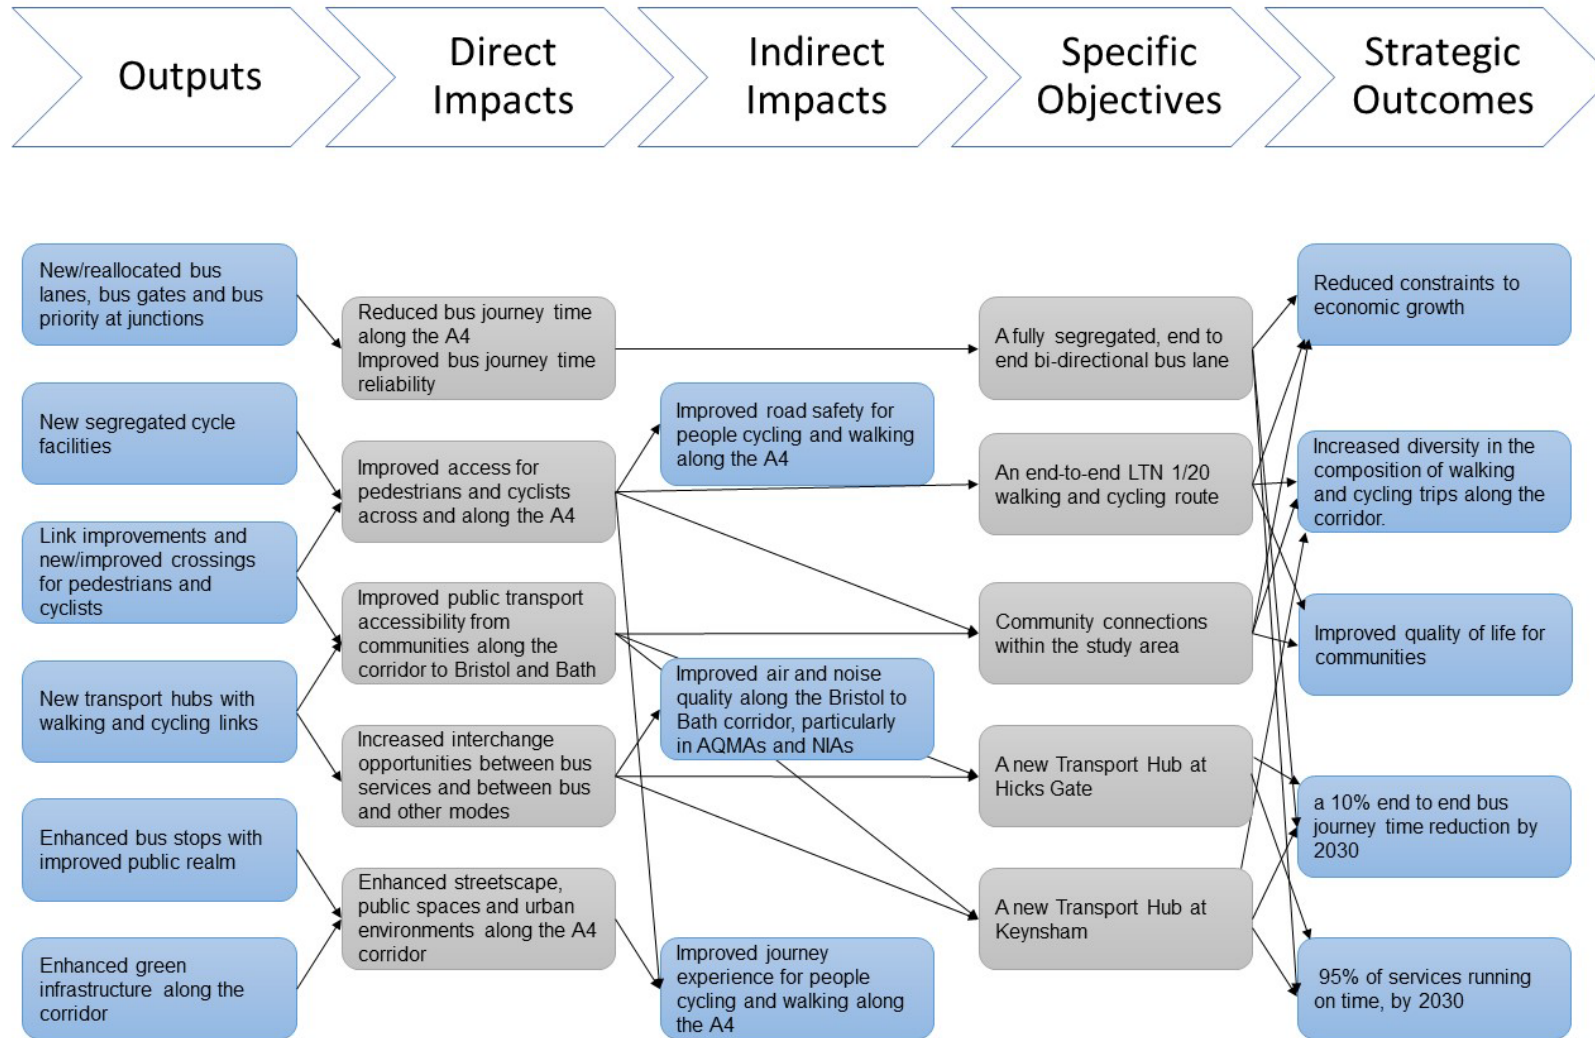 Outputs
Direct
Impacts
Indirect
Impacts
Specific
Objectives
Strategic
Outcomes
New/reallocated bus
lanes, bus gates and bus
priority at junctions
New segregated cycle
facilities
Link improvements and
new/improved crossings
for pedestrians and
cyclists
New transport hubs with
walking and cycling links
Enhanced bus stops with
improved public realm
Enhanced green
infrastructure along the
corridor
Reduced bus journey time
along the A4
Improved bus journey time
reliability
Improved access for
pedestrians and cyclists
across and along the A4
Improved public transport
accessibility from
communities along the
corridor to Bristol and Bath
Increased interchange
opportunities between bus
services and between bus
and other modes
Enhanced streetscape,
public spaces and urban
environments along the A4
corridor
Improved road safety for
people cycling and walking
along the A4
Improved air and noise
quality along the Bristol to
Bath corridor, particularly
in AQMAs and NIAs
Improved journey
experience for people
cycling and walking along
the A4
A fully segregated, end to
end bi-directional bus lane
An end-to-end LTN 1/20
walking and cycling route
Community connections
within the study area
A new Transport Hub at
Hicks Gate
A new Transport Hub at
Keynsham
Reduced constraints to
economic growth
Increased diversity in the
composition of walking
and cycling trips along the
corridor.
Improved quality of life for
communities
a 10% end to end bus
journey time reduction by
2030
95% of services running
on time, by 2030